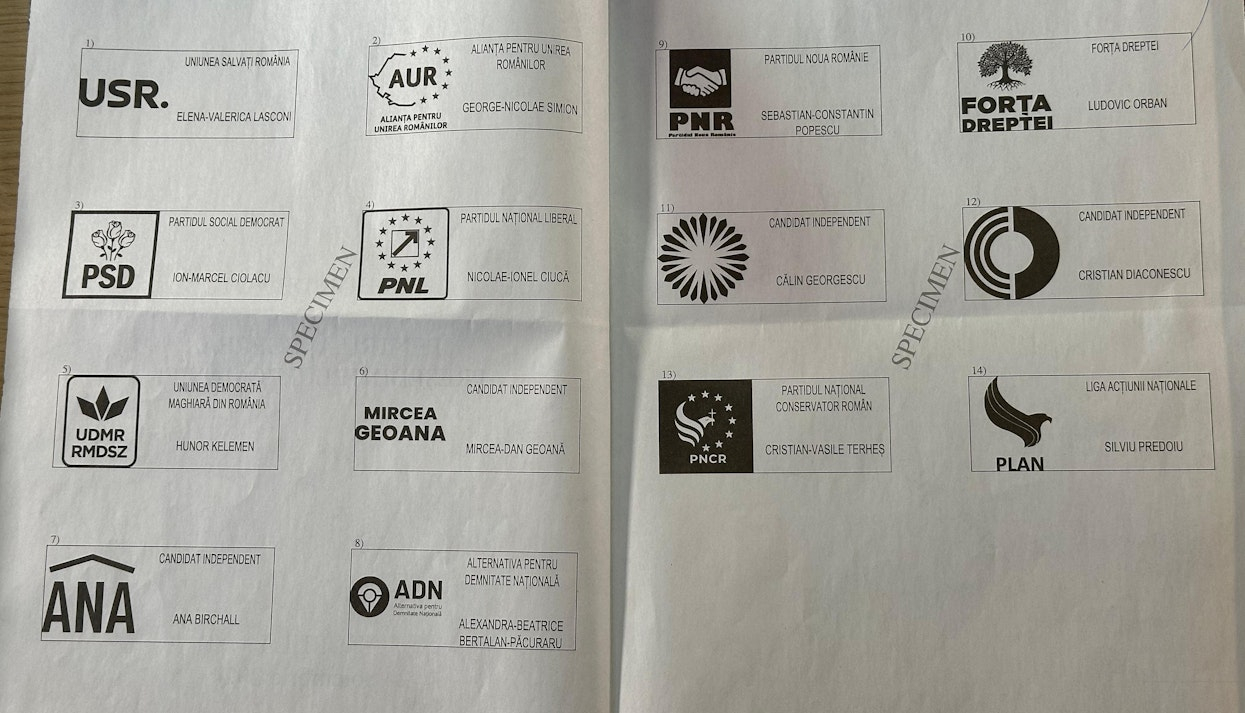 1)
USR.
UNIUNEA SALVAȚI ROMÂNIA
ELENA-VALERICA LASCONI
2)
AUR
ALIANȚA PENTRU
UNIREA ROMÂNILOR
ALIANȚA PENTRU UNIREA
ROMÂNILOR
GEORGE-NICOLAE SIMION
3)
PSD
PARTIDUL SOCIAL DEMOCRAT
ION-MARCEL CIOLACU
4)
PNL
PARTIDUL NAȚIONAL LIBERAL
NICOLAE-IONEL CIUCĂ
SPECIMEN
5)
UDMR
RMDSZ
UNIUNEA DEMOCRATĂ
MAGHIARĂ DIN ROMÂNIA
HUNOR KELEMEN
6)
MIRCEA
GEOANA
CANDIDAT INDEPENDENT
MIRCEA-DAN GEOANĂ
7)
ANA
CANDIDAT INDEPENDENT
ANA BIRCHALL
8)
ADN
Alternativa pentru
Demnitate Națională
ALTERNATIVA PENTRU
DEMNITATE NAȚIONALĂ
ALEXANDRA-BEATRICE
BERTALAN-PĂCURARU
9)
PNR
Partidul Noua Românie
PARTIDUL NOUA ROMÂNIE
SEBASTIAN-CONSTANTIN
POPESCU
10)
FORȚA
DREPTEI
FORȚA DREPTEI
LUDOVIC ORBAN
11)
CANDIDAT INDEPENDENT
CĂLIN GEORGESCU
12)
CANDIDAT INDEPENDENT
CRISTIAN DIACONESCU
SPECIMEN
13)
PNCR
PARTIDUL NAȚIONAL
CONSERVATOR ROMÂN
CRISTIAN-VASILE TERHEȘ
14)
PLAN
LIGA ACȚIUNII NAȚIONALE
SILVIU PREDOIU